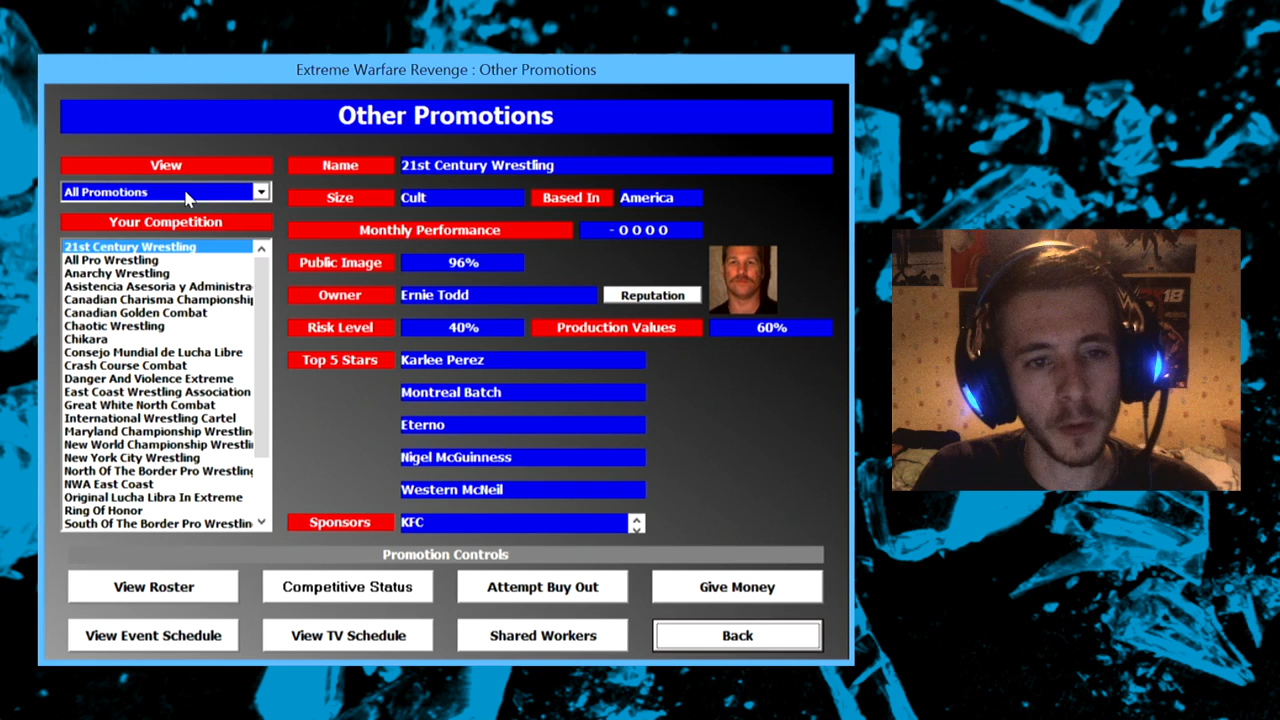 Extreme Warfare Revenge : Other Promotions
Other Promotions
View
All Promotions
Your Competition
21st Century Wrestling
All Pro Wrestling
Anarchy Wrestling
Asistencia Asesoria y Administra
Canadian Charisma Championship
Canadian Golden Combat
Chaotic Wrestling
Chikara
Consejo Mundial de Lucha Libre
Crash Course Combat
Danger And Violence Extreme
East Coast Wrestling Association
Great White North Combat
International Wrestling Cartel
Maryland Championship Wrestlin
New World Championship Wrestli
New York City Wrestling
North Of The Border Pro Wrestling
NWA East Coast
Original Lucha Libra In Extreme
Ring Of Honor
South Of The Border Pro Wrestlin
Name 21st Century Wrestling
Size Cult Based In America
Monthly Performance - 0 0 0 0
Public Image 96%
Owner Ernie Todd Reputation
Risk Level 40% Production Values 60%
Top 5 Stars Karlee Perez
Montreal Batch
Eterno
Nigel McGuinness
Western McNeil
Sponsors KFC
Promotion Controls
View Roster Competitive Status Attempt Buy Out Give Money
View Event Schedule View TV Schedule Shared Workers Back
18